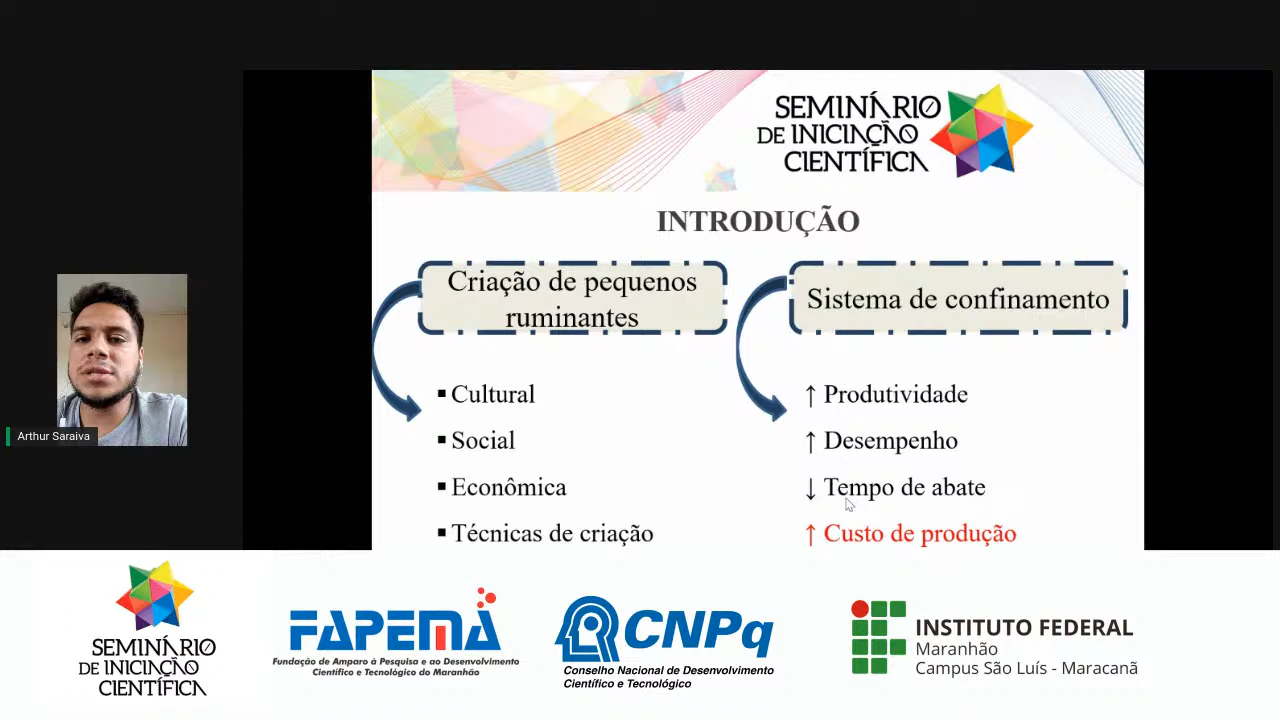 SEMINÁRIO
DE INICIAÇÃO
CIENTÍFICA
INTRODUÇÃO
Criação de pequenos
ruminantes
▪ Cultural
▪ Social
▪ Econômica
▪ Técnicas de criação
Sistema de confinamento
↑ Produtividade
↑ Desempenho
↓ Tempo de abate
↑ Custo de produção
Arthur Saraiva
SEMINÁRIO
DE INICIAÇÃO
CIENTÍFICA
FAPEMA
Fundação de Amparo à Pesquisa e ao Desenvolvimento
Científico e Tecnológico do Maranhão
CNPq
Conselho Nacional de Desenvolvimento
Científico e Tecnológico
INSTITUTO FEDERAL
Maranhão
Campus São Luís - Maracanã